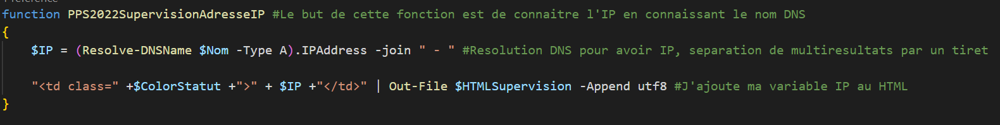 function PPS2022SupervisionAdresseIP #Le but de cette fonction est de connaitre l'IP en connaissant le nom DNS
{
    $IP = (Resolve-DNSName $Nom -Type A).IPAddress -join " - " #Resolution DNS pour avoir IP, separation de multiresultats par un tiret
    "<td class=" +$ColorStatut +">" + $IP +"</td>" | Out-File $HTMLSupervision -Append utf8 #J'ajoute ma variable IP au HTML
}